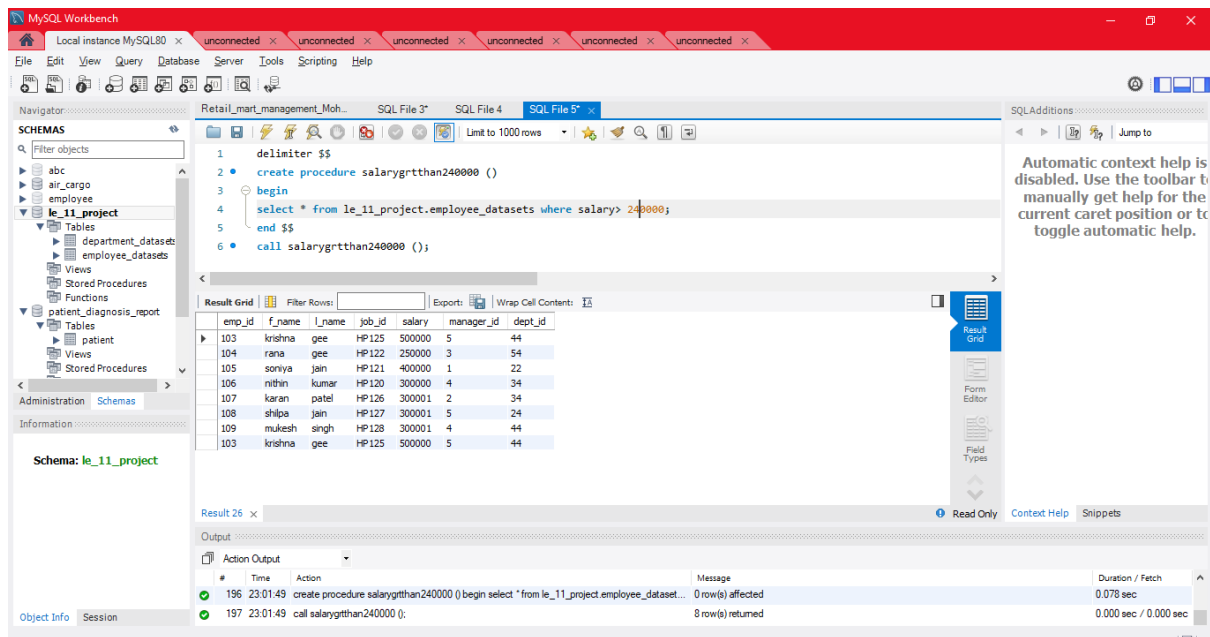 MySQL Workbench
Local instance MySQL80 × unconnected × unconnected × unconnected × unconnected × unconnected × unconnected ×
File Edit View Query Database Server Tools Scripting Help
Navigator
SCHEMAS
Filter objects
abc
air_cargo
employee
le_11_project
Tables
department_datasets
employee_datasets
Views
Stored Procedures
Functions
patient_diagnosis_report
Tables
patient
Views
Stored Procedures
Administration Schemas
Information
Schema: le_11_project
Object Info Session
Retail_mart_management_Moh... SQL File 3* SQL File 4 SQL File 5* ×
Limit to 1000 rows
1 delimiter $$
2 create procedure salarygrtthan240000 ()
3 begin
4 select * from le_11_project.employee_datasets where salary> 240000;
5 end $$
6 call salarygrtthan240000 ();
Result Grid Filter Rows: Export: Wrap Cell Content:
emp_id f_name l_name job_id salary manager_id dept_id
103 krishna gee HP125 500000 5 44
104 rana gee HP122 250000 3 54
105 soniya jain HP121 400000 1 22
106 nithin kumar HP120 300000 4 34
107 karan patel HP126 300001 2 34
108 shilpa jain HP127 300001 5 24
109 mukesh singh HP128 300001 4 44
103 krishna gee HP125 500000 5 44
Result
Grid
Form
Editor
Field
Types
Result 26 × Read Only
Output
Action Output
# Time Action Message Duration / Fetch
196 23:01:49 create procedure salarygrtthan240000 () begin select * from le_11_project.employee_dataset... 0 row(s) affected 0.078 sec
197 23:01:49 call salarygrtthan240000 (); 8 row(s) returned 0.000 sec / 0.000 sec
SQLAdditions
Jump to
Automatic context help is
disabled. Use the toolbar t
manually get help for the
current caret position or to
toggle automatic help.
Context Help Snippets